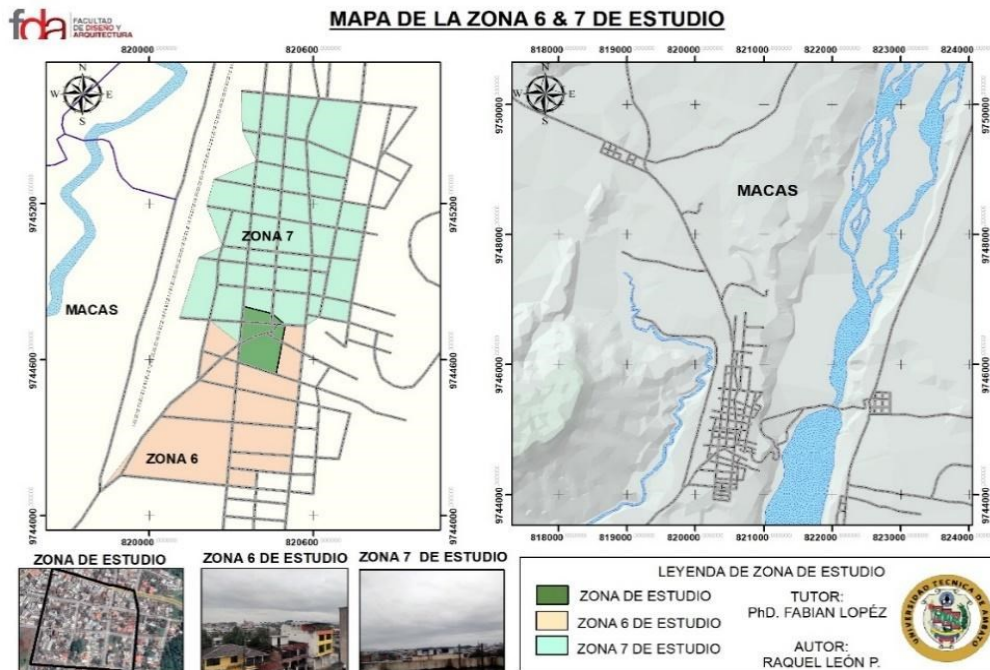 fda FACULTAD
DE DISEÑO Y
ARQUITECTURA
MAPA DE LA ZONA 6 & 7 DE ESTUDIO
820000 820600
N
W E
S
9745200 9745200
ZONA 7
MACAS
9744600 9744600
ZONA 6
9744000 9744000
820000 820600
818000 819000 820000 821000 822000 823000 824000
N
W E
S
9750000 9750000
MACAS
9748000 9748000
9746000 9746000
9744000 9744000
818000 819000 820000 821000 822000 823000 824000
ZONA DE ESTUDIO
ZONA 6 DE ESTUDIO
ZONA 7 DE ESTUDIO
LEYENDA DE ZONA DE ESTUDIO
ZONA DE ESTUDIO
ZONA 6 DE ESTUDIO
ZONA 7 DE ESTUDIO
TUTOR:
PhD. FABIAN LOPÉZ
AUTOR:
RAQUEL LEÓN P.
UNIVERSIDAD TECNICA DE AMBATO